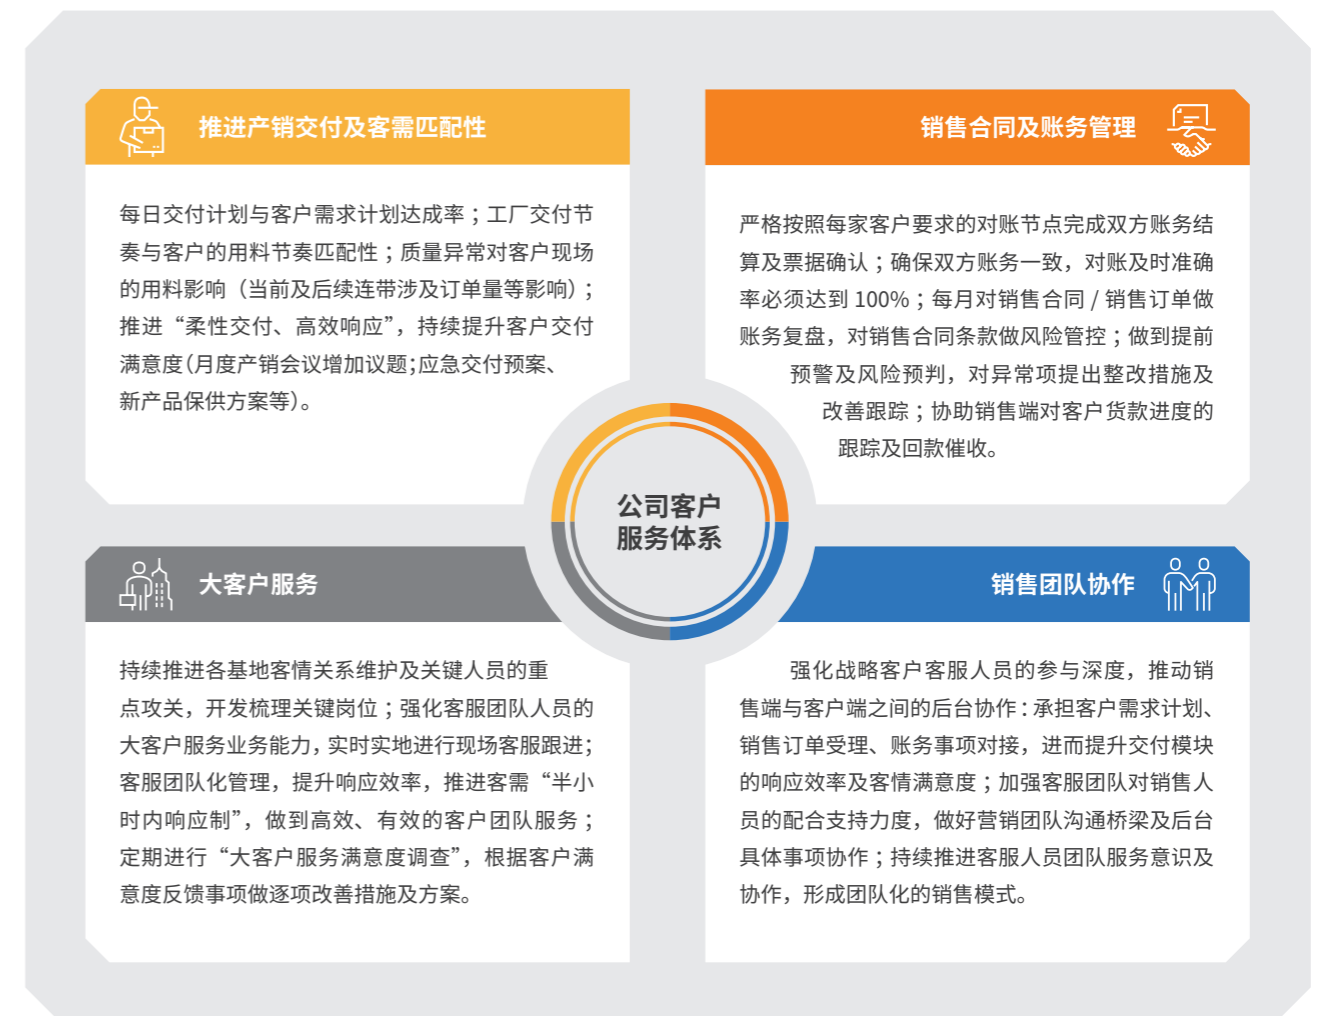 推进产销交付及客需匹配性
每日交付计划与客户需求计划达成率；工厂交付节
奏与客户的用料节奏匹配性；质量异常对客户现场
的用料影响（当前及后续连带涉及订单量等影响）；
推进“柔性交付、高效响应”，持续提升客户交付
满意度（月度产销会议增加议题；应急交付预案、
新产品保供方案等）。
销售合同及账务管理
严格按照每家客户要求的对账节点完成双方账务结
算及票据确认；确保双方账务一致，对账及时准确
率必须达到 100%；每月对销售合同 / 销售订单做
账务复盘，对销售合同条款做风险管控；做到提前
预警及风险预判，对异常项提出整改措施及
改善跟踪；协助销售端对客户货款进度的
跟踪及回款催收。
公司客户
服务体系
大客户服务
持续推进各基地客情关系维护及关键人员的重
点攻关，开发梳理关键岗位；强化客服团队人员的
大客户服务业务能力，实时实地进行现场客服跟进；
客服团队化管理，提升响应效率，推进客需“半小
时内响应制”，做到高效、有效的客户团队服务；
定期进行“大客户服务满意度调查”，根据客户满
意度反馈事项做逐项改善措施及方案。
销售团队协作
强化战略客户客服人员的参与深度，推动销
售端与客户端之间的后台协作：承担客户需求计划、
销售订单受理、账务事项对接，进而提升交付模块
的响应效率及客情满意度；加强客服团队对销售人
员的配合支持力度，做好营销团队沟通桥梁及后台
具体事项协作；持续推进客服人员团队服务意识及
协作，形成团队化的销售模式。